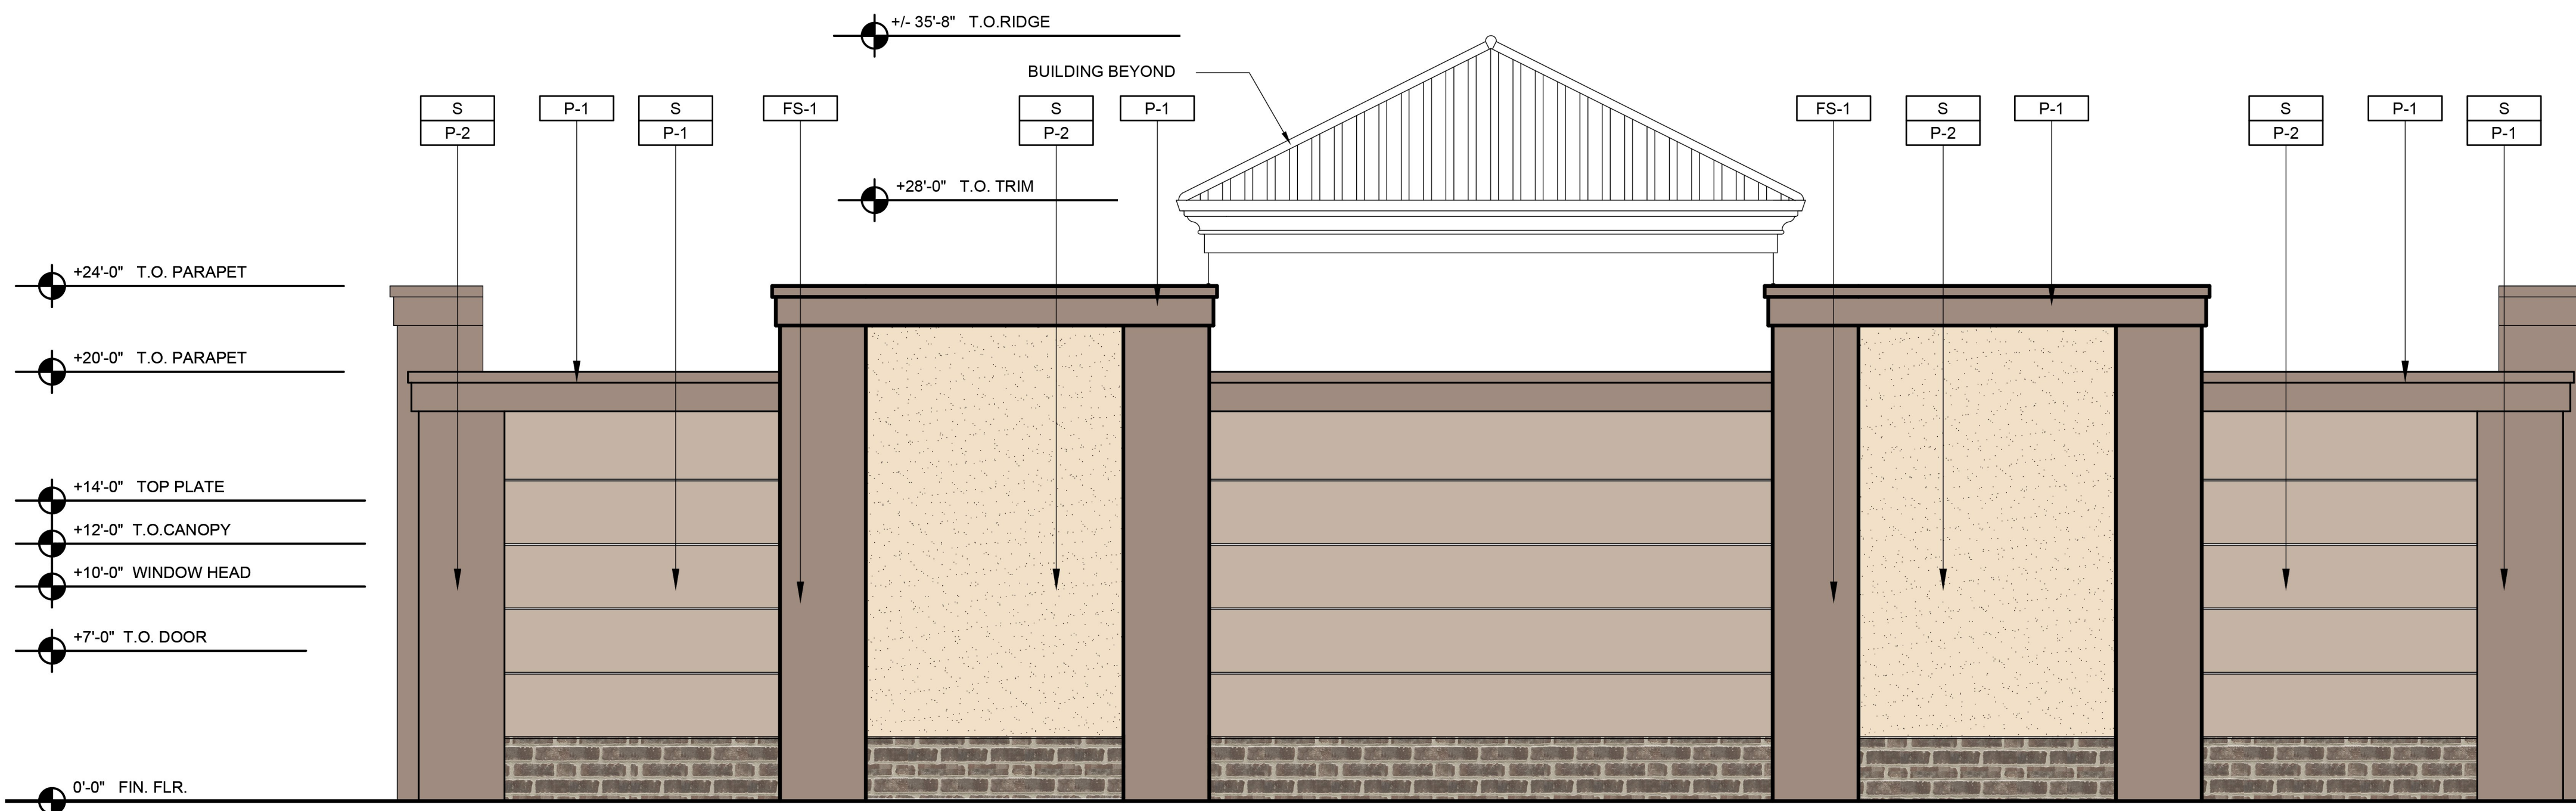 +/- 35'-8" T.O.RIDGE
BUILDING BEYOND
S
P-2
P-1
S
P-1
FS-1
S
P-2
P-1
FS-1
S
P-2
P-1
S
P-2
P-1
S
P-1
+28'-0" T.O. TRIM
+24'-0" T.O. PARAPET
+20'-0" T.O. PARAPET
+14'-0" TOP PLATE
+12'-0" T.O.CANOPY
+10'-0" WINDOW HEAD
+7'-0" T.O. DOOR
0'-0" FIN. FLR.